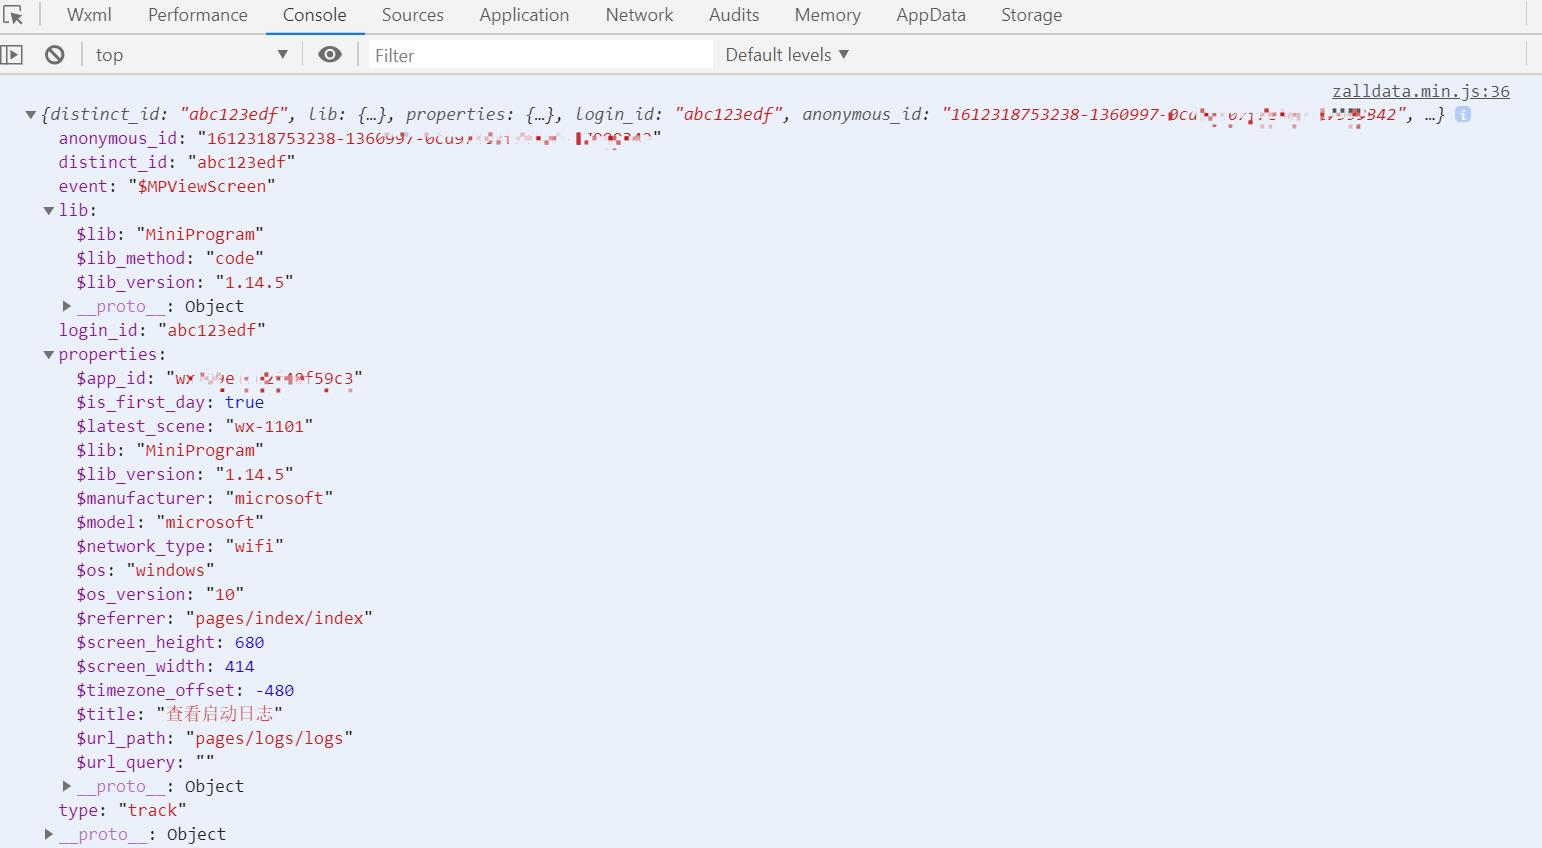 Wxml Performance Console Sources Application Network Audits Memory AppData Storage
top Filter Default levels
zalldata.min.js:36
{distinct_id: "abc123edf", lib: {…}, properties: {…}, login_id: "abc123edf", anonymous_id: "1612318753238-1360997-0cd 342", …}
anonymous_id: "1612318753238-1360997-0cd97
distinct_id: "abc123edf"
event: "$MPViewScreen"
lib:
$lib: "MiniProgram"
$lib_method: "code"
$lib_version: "1.14.5"
__proto__: Object
login_id: "abc123edf"
properties:
$app_id: "wx f59c3"
$is_first_day: true
$latest_scene: "wx-1101"
$lib: "MiniProgram"
$lib_version: "1.14.5"
$manufacturer: "microsoft"
$model: "microsoft"
$network_type: "wifi"
$os: "windows"
$os_version: "10"
$referrer: "pages/index/index"
$screen_height: 680
$screen_width: 414
$timezone_offset: -480
$title: "查看启动日志"
$url_path: "pages/logs/logs"
$url_query: ""
__proto__: Object
type: "track"
__proto__: Object